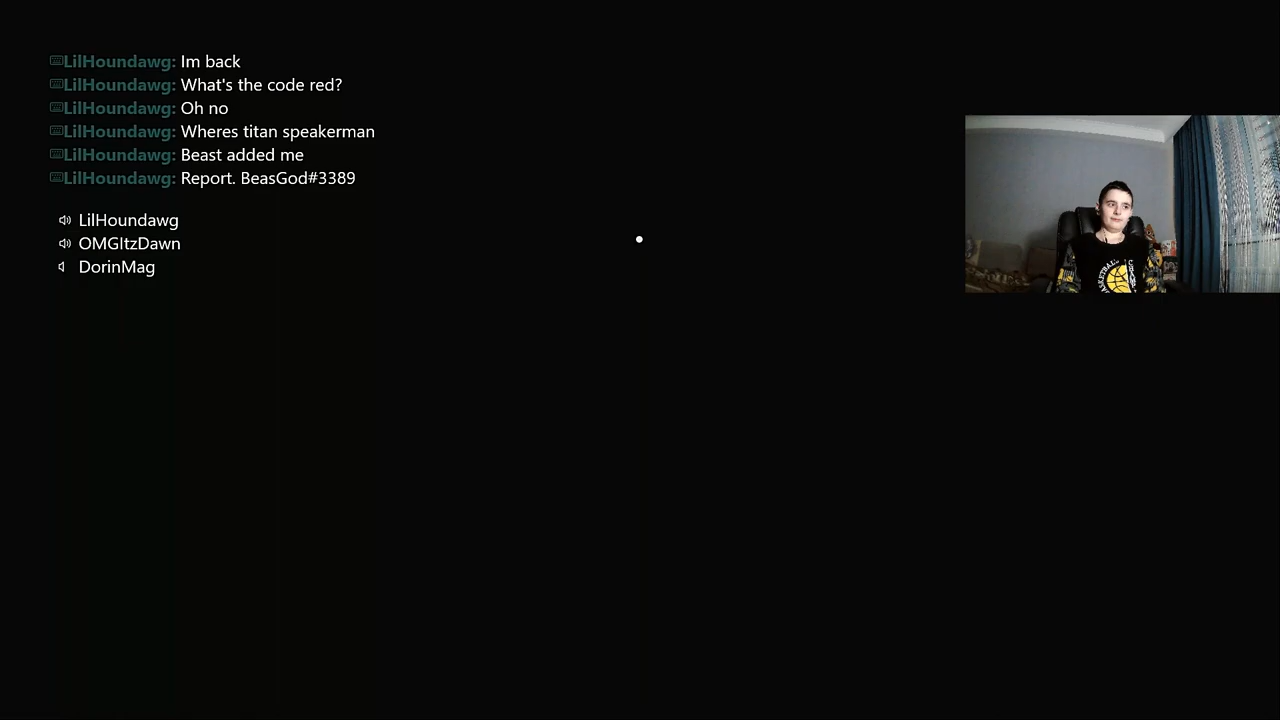 LilHoundawg: Im back
LilHoundawg: What's the code red?
LilHoundawg: Oh no
LilHoundawg: Wheres titan speakerman
LilHoundawg: Beast added me
LilHoundawg: Report. BeasGod#3389
LilHoundawg
OMGItzDawn
DorinMag
BASKETBALL